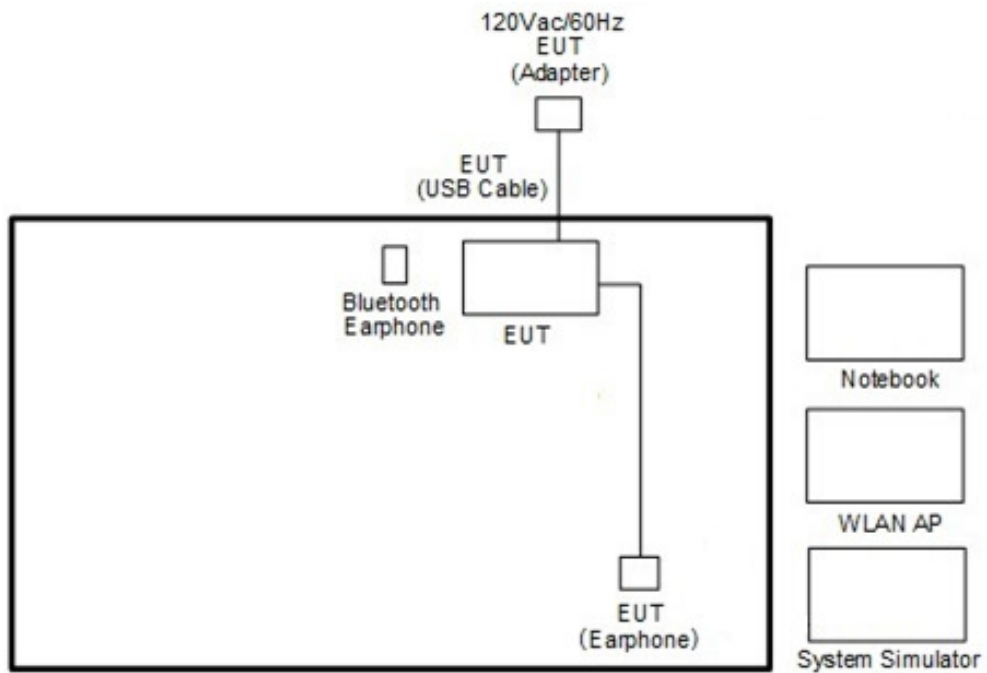 120Vac/60Hz
EUT
(Adapter)
EUT
(USB Cable)
Bluetooth
Earphone
EUT
Notebook
WLAN AP
EUT
(Earphone)
System Simulator